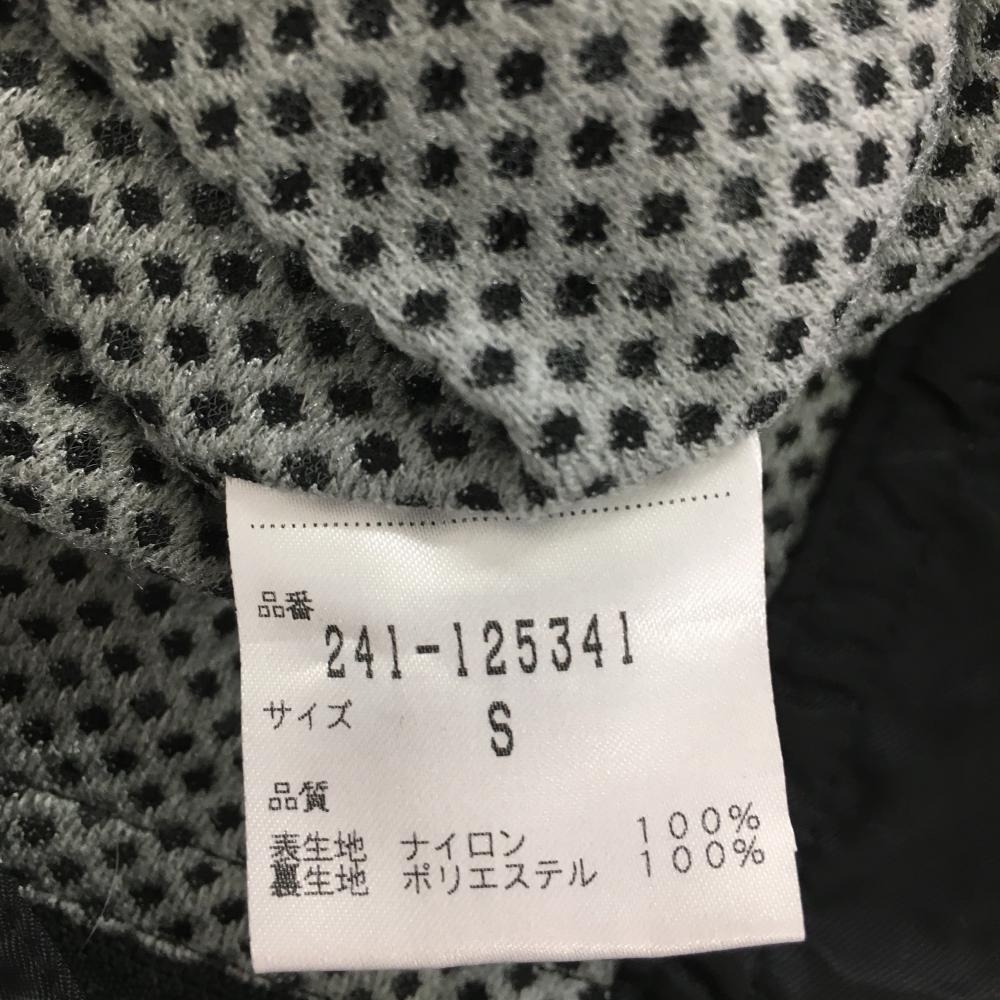 品番
241-125341
サイズ S
品質
表生地 ナイロン 100%
裏生地 ポリエステル 100%